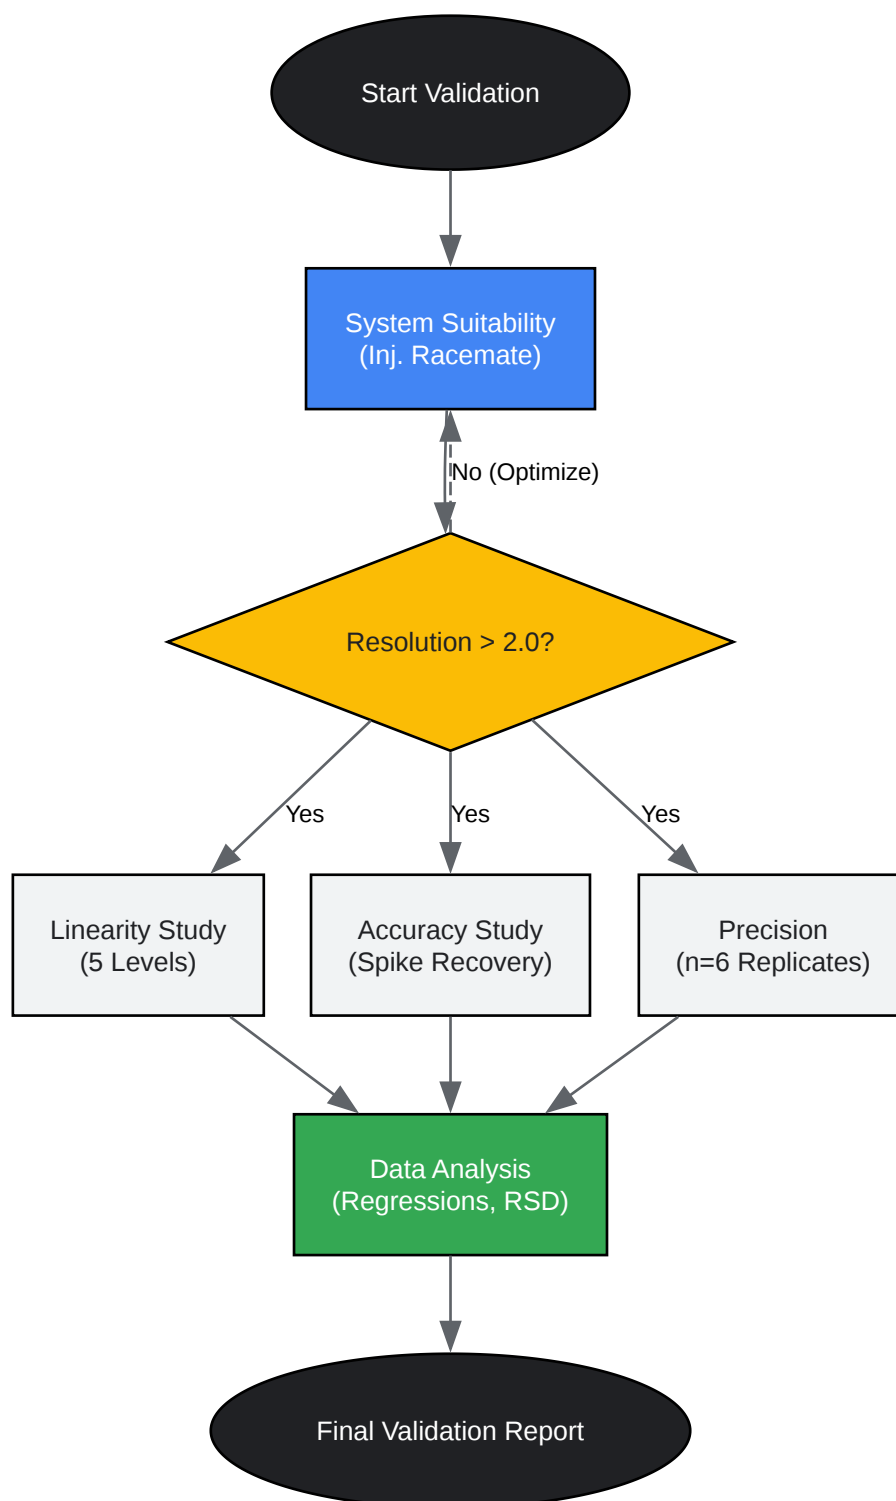 Start Validation
System Suitability
(Inj. Racemate)
No (Optimize)
Resolution > 2.0?
Yes
Yes
Yes
Linearity Study
(5 Levels)
Accuracy Study
(Spike Recovery)
Precision
(n=6 Replicates)
Data Analysis
(Regressions, RSD)
Final Validation Report